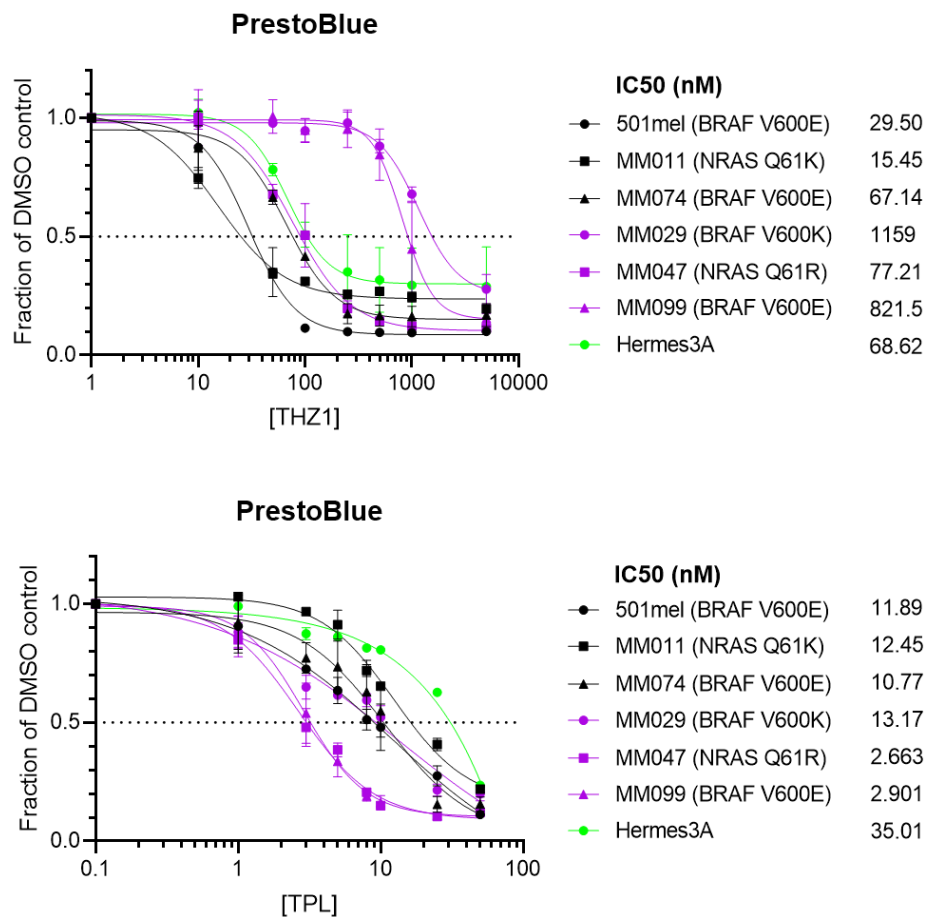 PrestoBlue
Fraction of DMSO control
1.0
0.5
0.0
1 10 100 1000 10000
[THZ1]
IC50 (nM)
501mel (BRAF V600E) 29.50
MM011 (NRAS Q61K) 15.45
MM074 (BRAF V600E) 67.14
MM029 (BRAF V600K) 1159
MM047 (NRAS Q61R) 77.21
MM099 (BRAF V600E) 821.5
Hermes3A 68.62
PrestoBlue
Fraction of DMSO control
1.0
0.5
0.0
0.1 1 10 100
[TPL]
IC50 (nM)
501mel (BRAF V600E) 11.89
MM011 (NRAS Q61K) 12.45
MM074 (BRAF V600E) 10.77
MM029 (BRAF V600K) 13.17
MM047 (NRAS Q61R) 2.663
MM099 (BRAF V600E) 2.901
Hermes3A 35.01